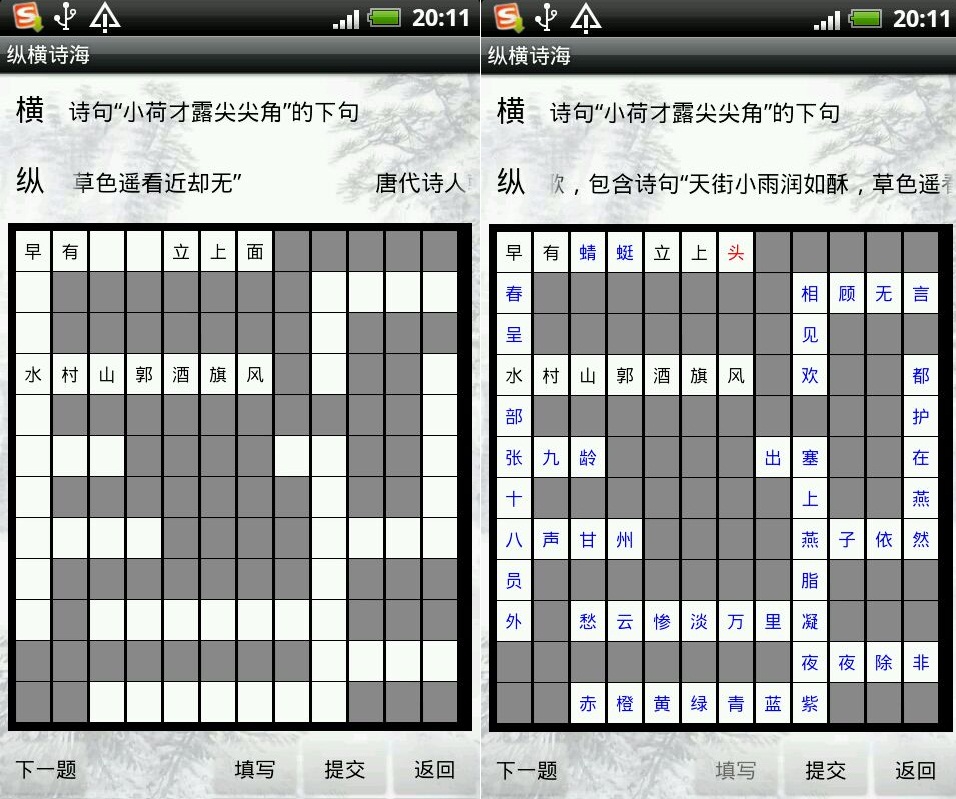 20:11
纵横诗海
横 诗句“小荷才露尖尖角”的下句
纵 草色遥看近却无” 唐代诗人
早 有 立 上 面
水 村 山 郭 酒 旗 风
下一题 填写 提交 返回
20:11
纵横诗海
横 诗句“小荷才露尖尖角”的下句
纵 ，包含诗句“天街小雨润如酥，草色遥
早 有 蜻 蜓 立 上 头
春 相 顾 无 言
呈 见
水 村 山 郭 酒 旗 风 欢 都
部 护
张 九 龄 出 塞 在
十 上 燕
八 声 甘 州 燕 子 依 然
员 脂
外 愁 云 惨 淡 万 里 凝
夜 夜 除 非
赤 橙 黄 绿 青 蓝 紫
下一题 填写 提交 返回